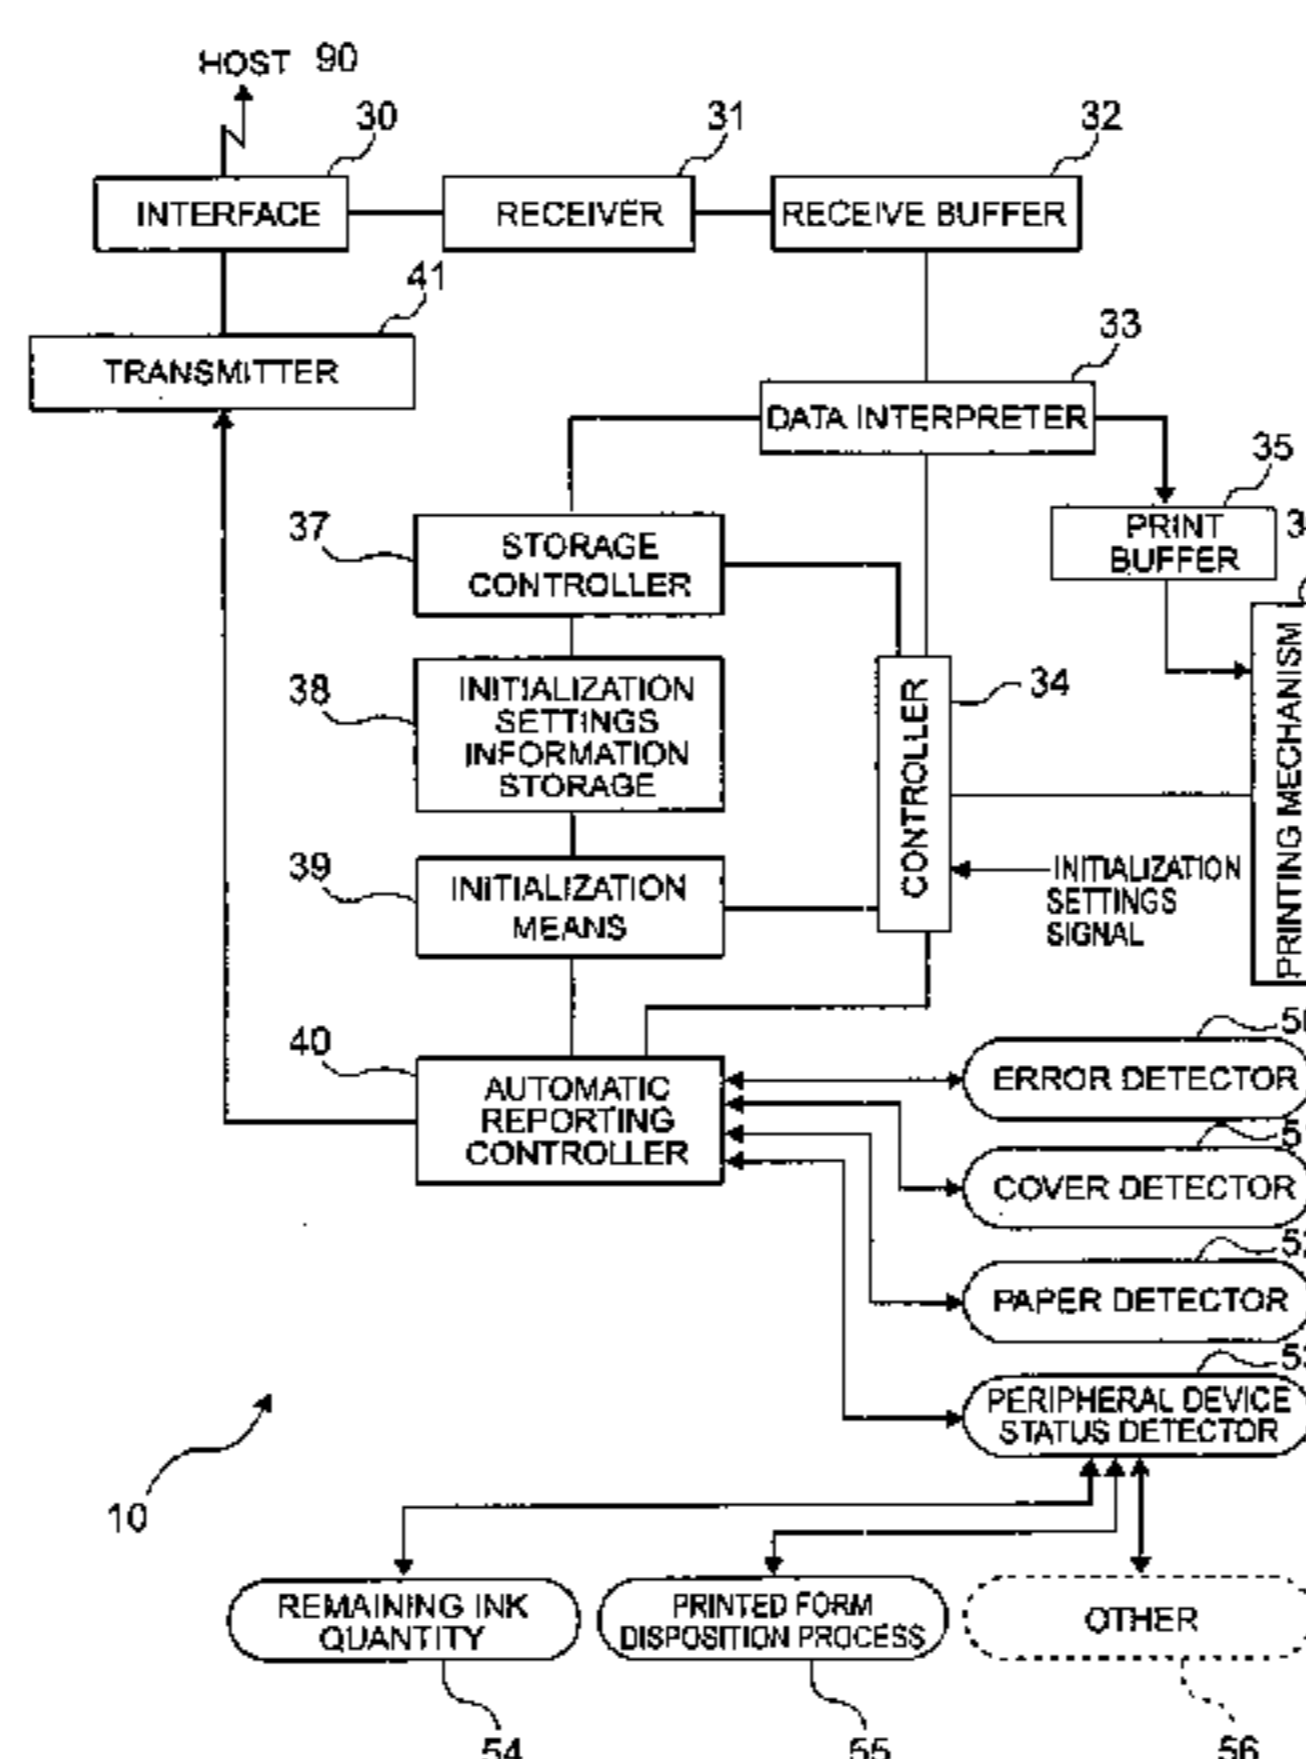 HOST 90
30
31
32
INTERFACE
RECEIVER
RECEIVE BUFFER
41
TRANSMITTER
33
DATA INTERPRETER
35
PRINT
BUFFER
37
STORAGE
CONTROLLER
38
INITIALIZATION
SETTINGS
INFORMATION
STORAGE
34
CONTROLLER
PRINTING MECHANISM
39
INITIALIZATION
MEANS
INITIALIZATION
SETTINGS
SIGNAL
40
AUTOMATIC
REPORTING
CONTROLLER
ERROR DETECTOR
COVER DETECTOR
PAPER DETECTOR
PERIPHERAL DEVICE
STATUS DETECTOR
10
REMAINING INK
QUANTITY
PRINTED FORM
DISPOSITION PROCESS
OTHER
54
55
56